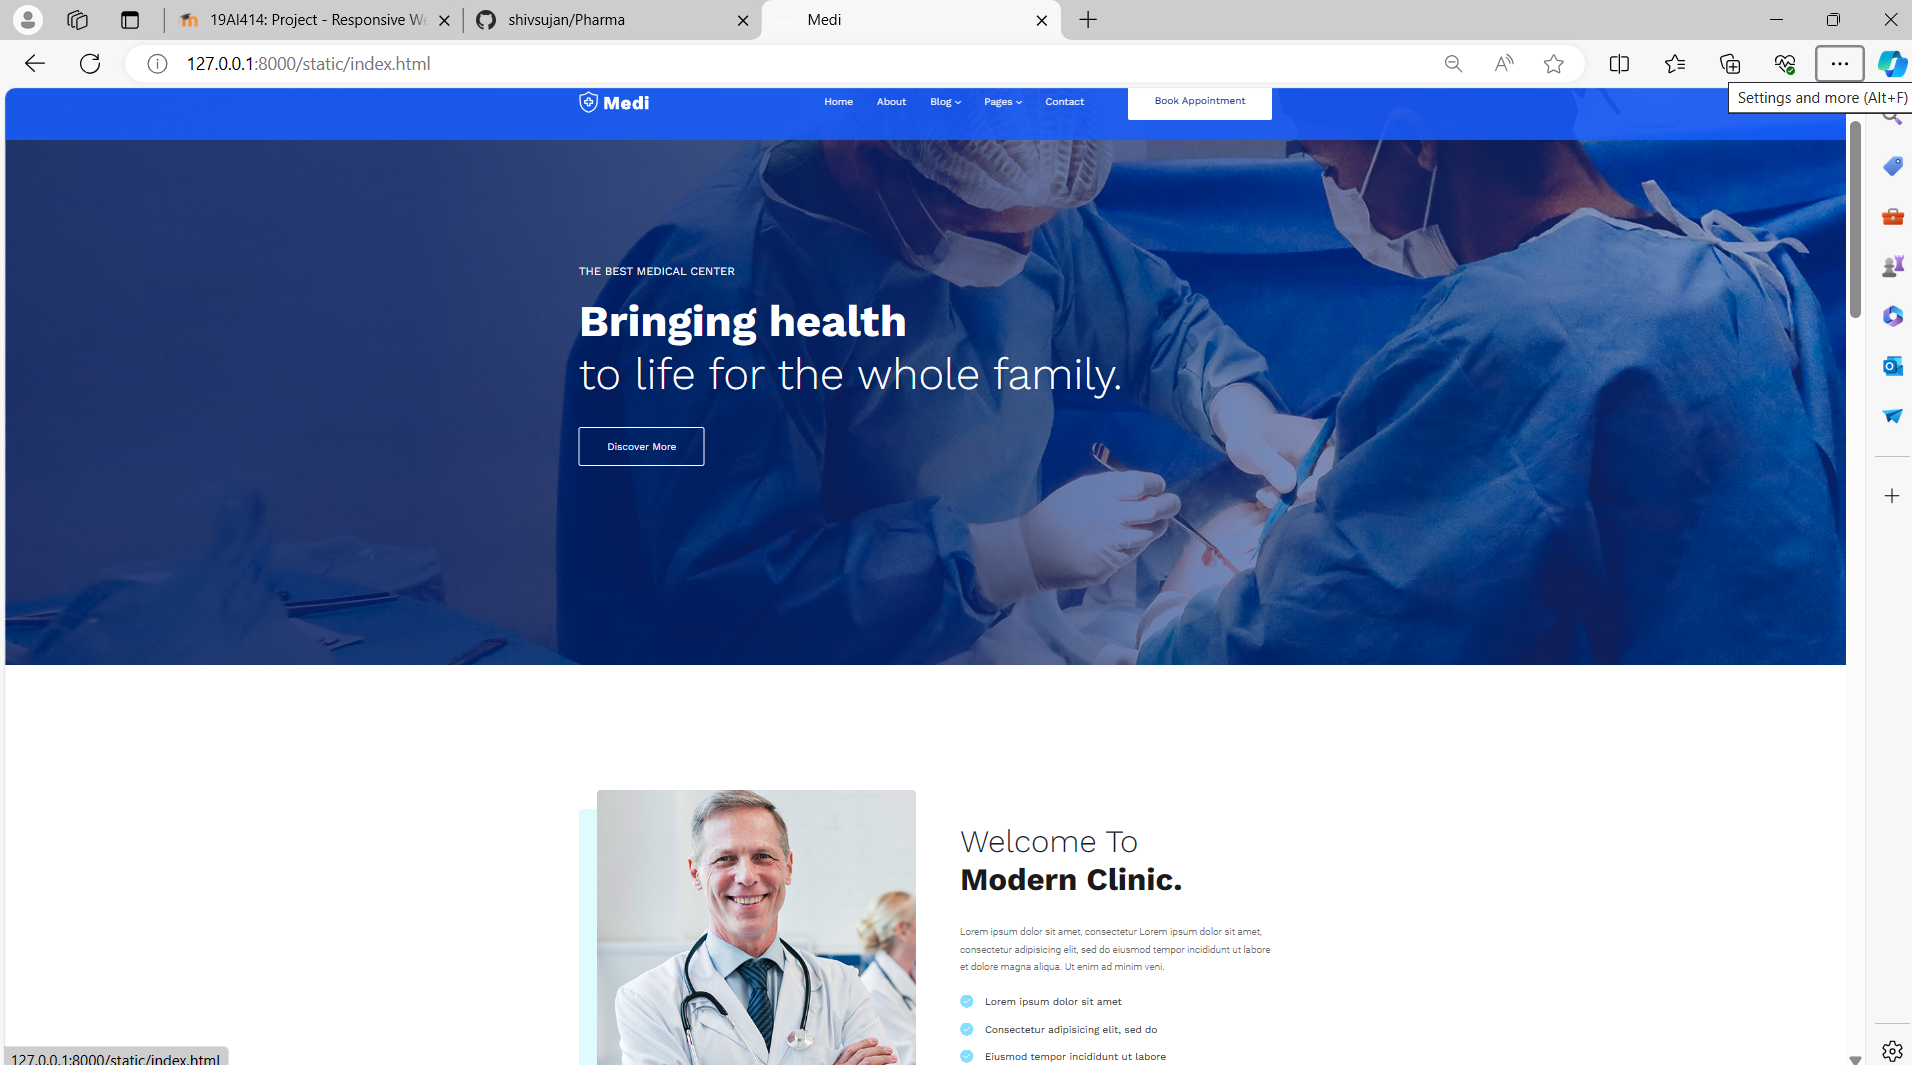 19AI414: Project - Responsive We
shivsujan/Pharma
Medi
127.0.0.1:8000/static/index.html
Settings and more (Alt+F)
Medi
Home
About
Blog
Pages
Contact
Book Appointment
THE BEST MEDICAL CENTER
Bringing health
to life for the whole family.
Discover More
Welcome To
Modern Clinic.
Lorem ipsum dolor sit amet, consectetur Lorem ipsum dolor sit amet,
consectetur adipisicing elit, sed do eiusmod tempor incididunt ut labore
et dolore magna aliqua. Ut enim ad minim veni.
Lorem ipsum dolor sit amet
Consectetur adipisicing elit, sed do
Eiusmod tempor incididunt ut labore
127.0.0.1:8000/static/index.html